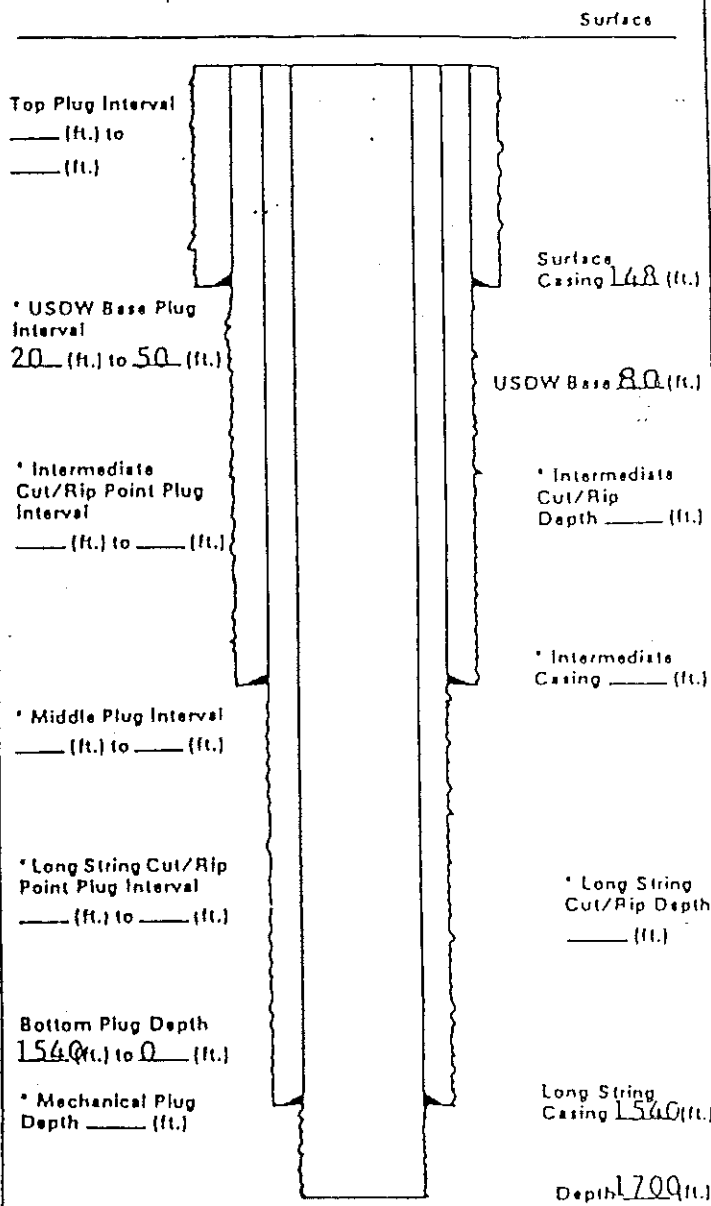 Surface
Top Plug Interval
____ (ft.) to
____ (ft.)
Surface
Casing 148 (ft.)
* USDW Base Plug
Interval
20 (ft.) to 50 (ft.)
USDW Base 80 (ft.)
* Intermediate
Cut/Rip Point Plug
Interval
____ (ft.) to ____ (ft.)
* Intermediate
Cut/Rip
Depth ____ (ft.)
* Intermediate
Casing ____ (ft.)
* Middle Plug Interval
____ (ft.) to ____ (ft.)
* Long String Cut/Rip
Point Plug Interval
____ (ft.) to ____ (ft.)
* Long String
Cut/Rip Depth
____ (ft.)
Bottom Plug Depth
1540 (ft.) to 0 (ft.)
* Mechanical Plug
Depth ____ (ft.)
Long String
Casing 1540 (ft.)
Depth 1700 (ft.)